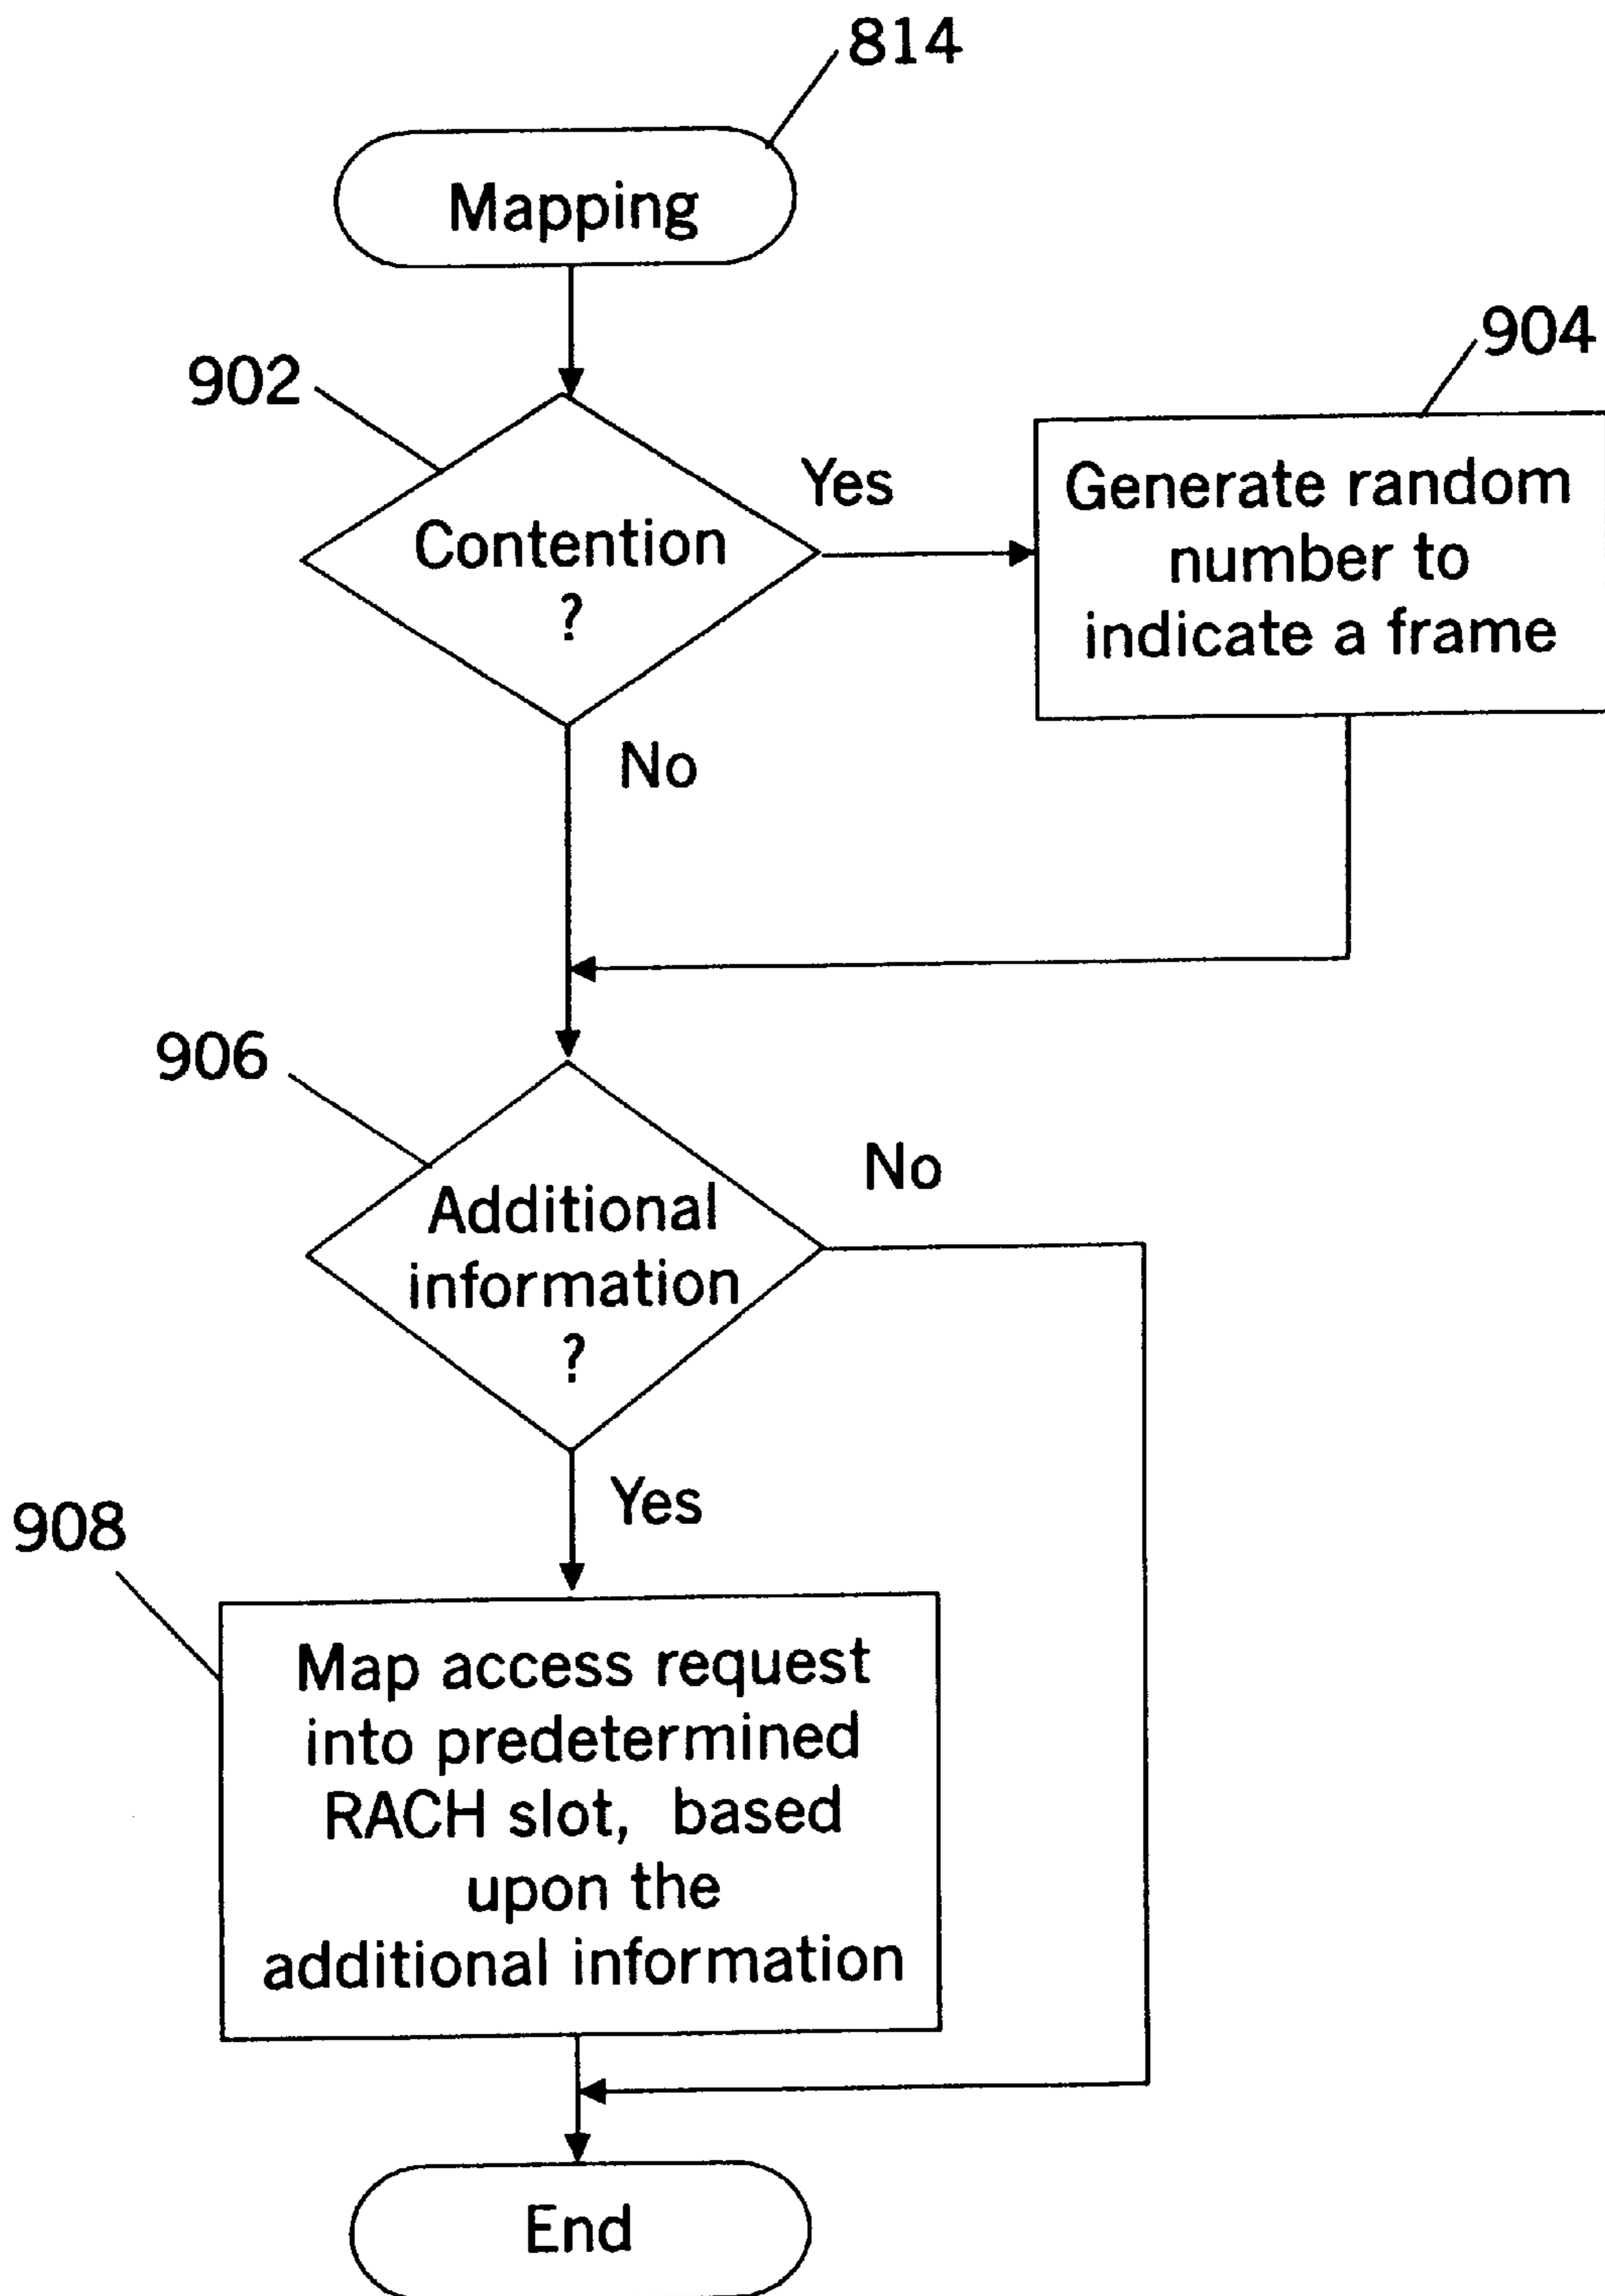 814
Mapping
902
904
Yes
Generate random
number to
indicate a frame
Contention
?
No
906
No
Additional
information
?
Yes
908
Map access request
into predetermined
RACH slot, based
upon the
additional information
End